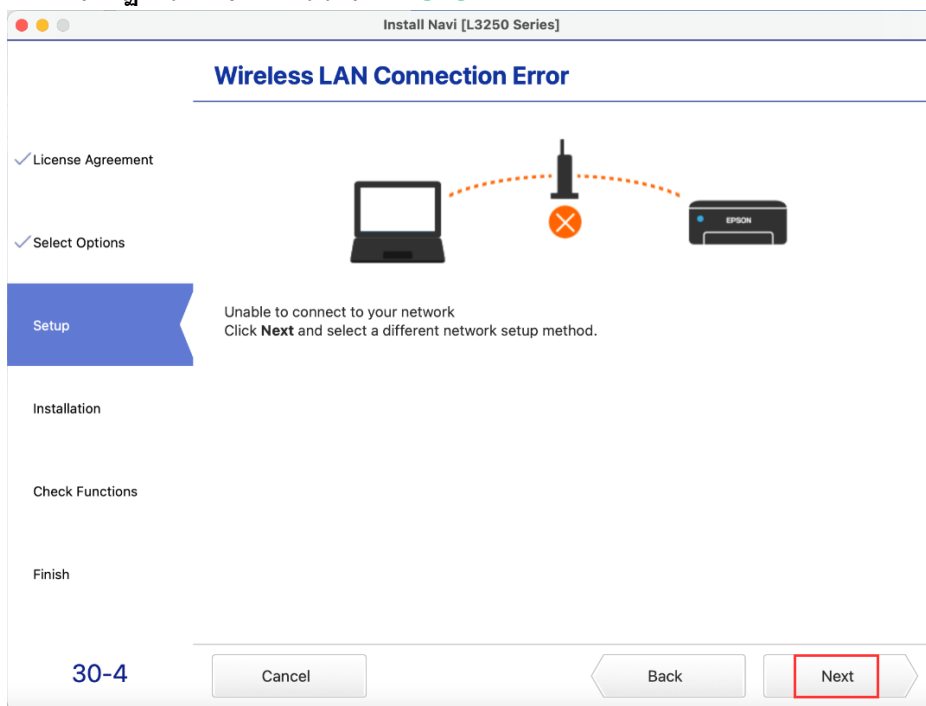 Install Navi [L3250 Series]
Wireless LAN Connection Error
License Agreement
Select Options
EPSON
Setup
Unable to connect to your network
Click Next and select a different network setup method.
Installation
Check Functions
Finish
30-4
Cancel
Back
Next